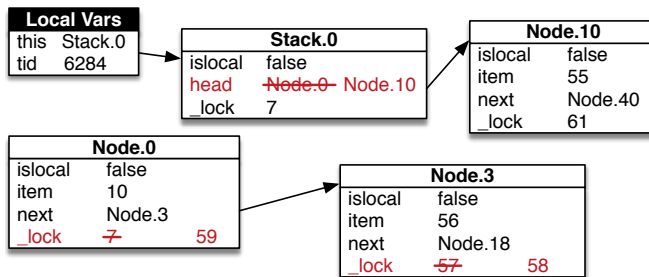 Local Vars
this Stack.0
tid 6284
Stack.0
islocal false
head Node.0 Node.10
_lock 7
Node.10
islocal false
item 55
next Node.40
_lock 61
Node.0
islocal false
item 10
next Node.3
_lock 7 59
Node.3
islocal false
item 56
next Node.18
_lock 57 58